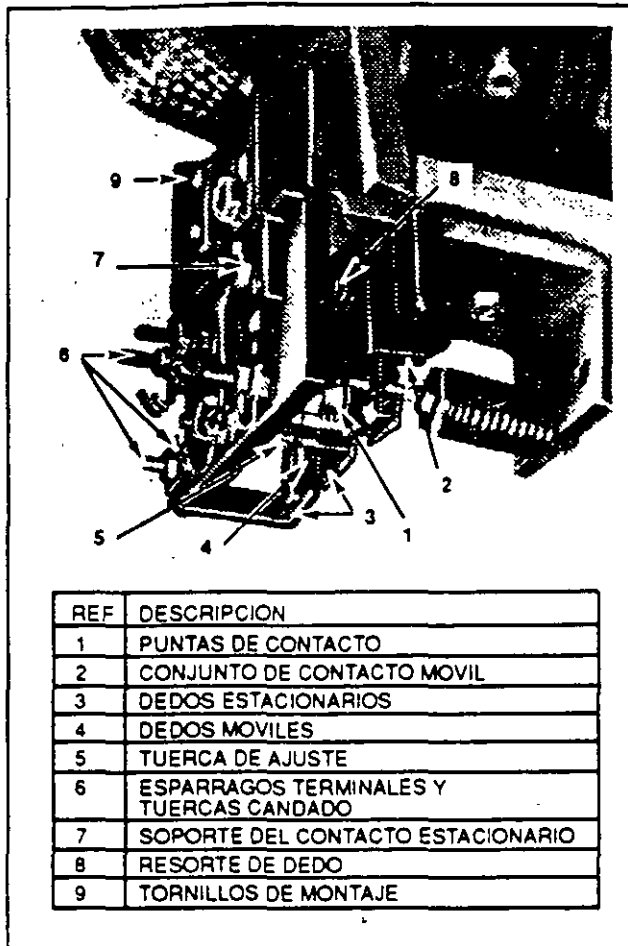 9
8
7
6
2
5
4
3
1
REF DESCRIPCION
1 PUNTAS DE CONTACTO
2 CONJUNTO DE CONTACTO MOVIL
3 DEDOS ESTACIONARIOS
4 DEDOS MOVILES
5 TUERCA DE AJUSTE
6 ESPARRAGOS TERMINALES Y
TUERCAS CANDADO
7 SOPORTE DEL CONTACTO ESTACIONARIO
8 RESORTE DE DEDO
9 TORNILLOS DE MONTAJE